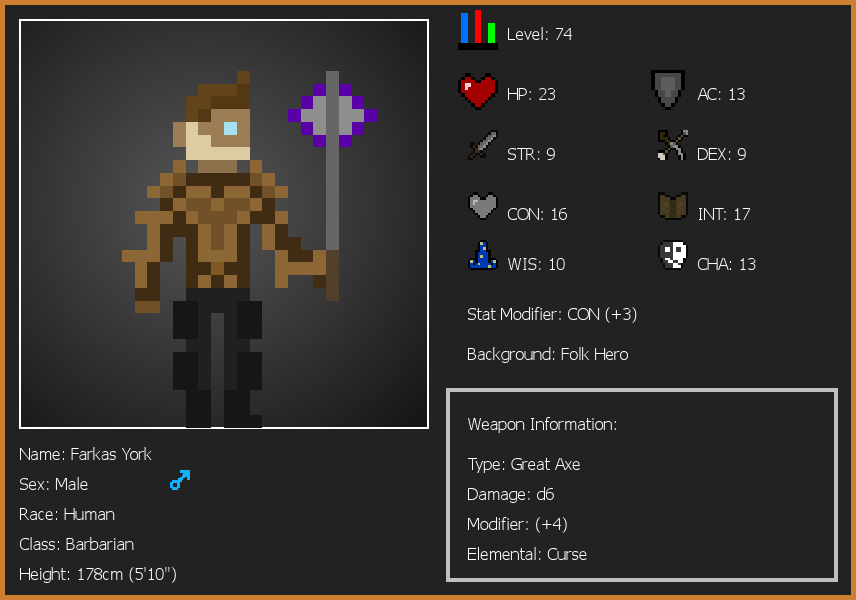 Level: 74
HP: 23
AC: 13
STR: 9
DEX: 9
CON: 16
INT: 17
WIS: 10
CHA: 13
Stat Modifier: CON (+3)
Background: Folk Hero
Weapon Information:
Type: Great Axe
Damage: d6
Modifier: (+4)
Elemental: Curse
Name: Farkas York
Sex: Male
Race: Human
Class: Barbarian
Height: 178cm (5'10")